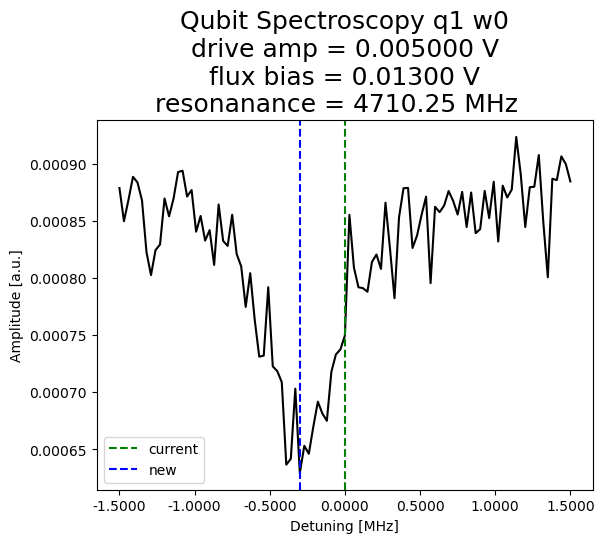 Qubit Spectroscopy q1 w0
drive amp = 0.005000 V
flux bias = 0.01300 V
resonanance = 4710.25 MHz
0.00090
0.00085
0.00080
0.00075
0.00070
0.00065
Amplitude [a.u.]
current
new
-1.5000 -1.0000 -0.5000 0.0000 0.5000 1.0000 1.5000
Detuning [MHz]